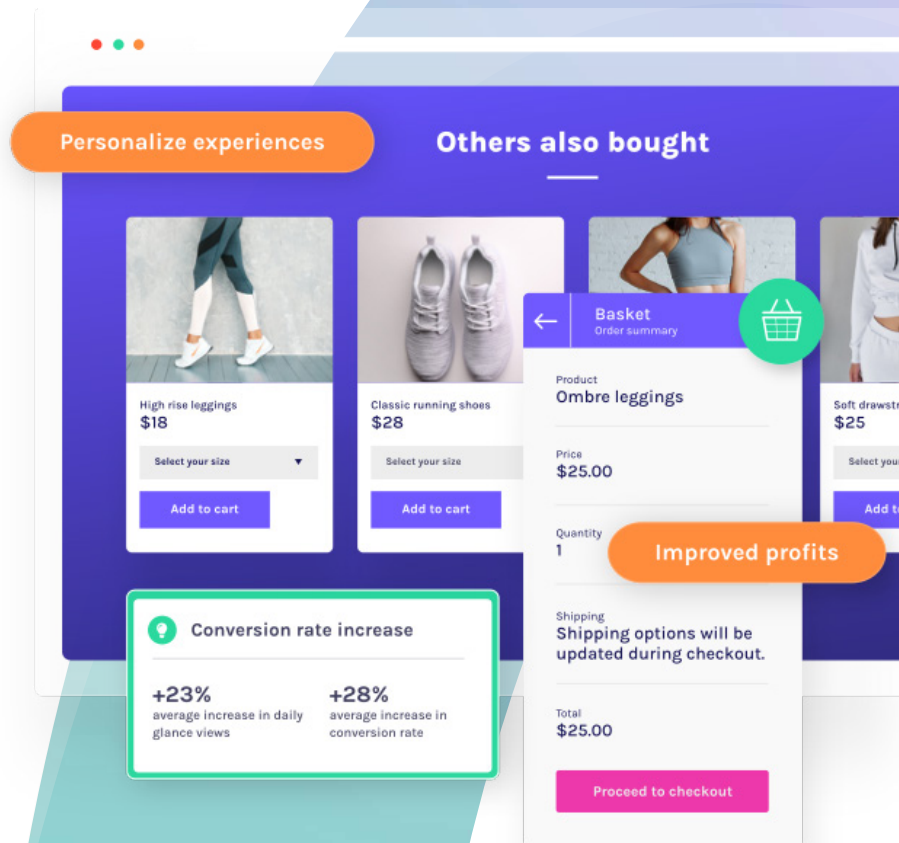 Personalize experiences
Others also bought
High rise leggings
$18
Select your size
Add to cart
Classic running shoes
$28
Select your size
Add to cart
Basket
Order summary
Product
Ombre leggings
Price
$25.00
Quantity
1
Improved profits
Shipping
Shipping options will be
updated during checkout.
Total
$25.00
Proceed to checkout
Soft
$25
Select
Add
Conversion rate increase
+23%
average increase in daily
glance views
+28%
average increase in
conversion rate